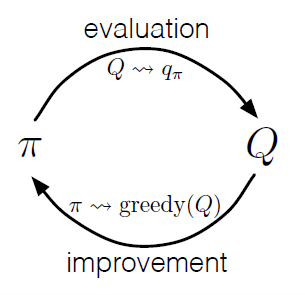 evaluation
Q ⇝ q_π
π Q
π ⇝ greedy(Q)
improvement